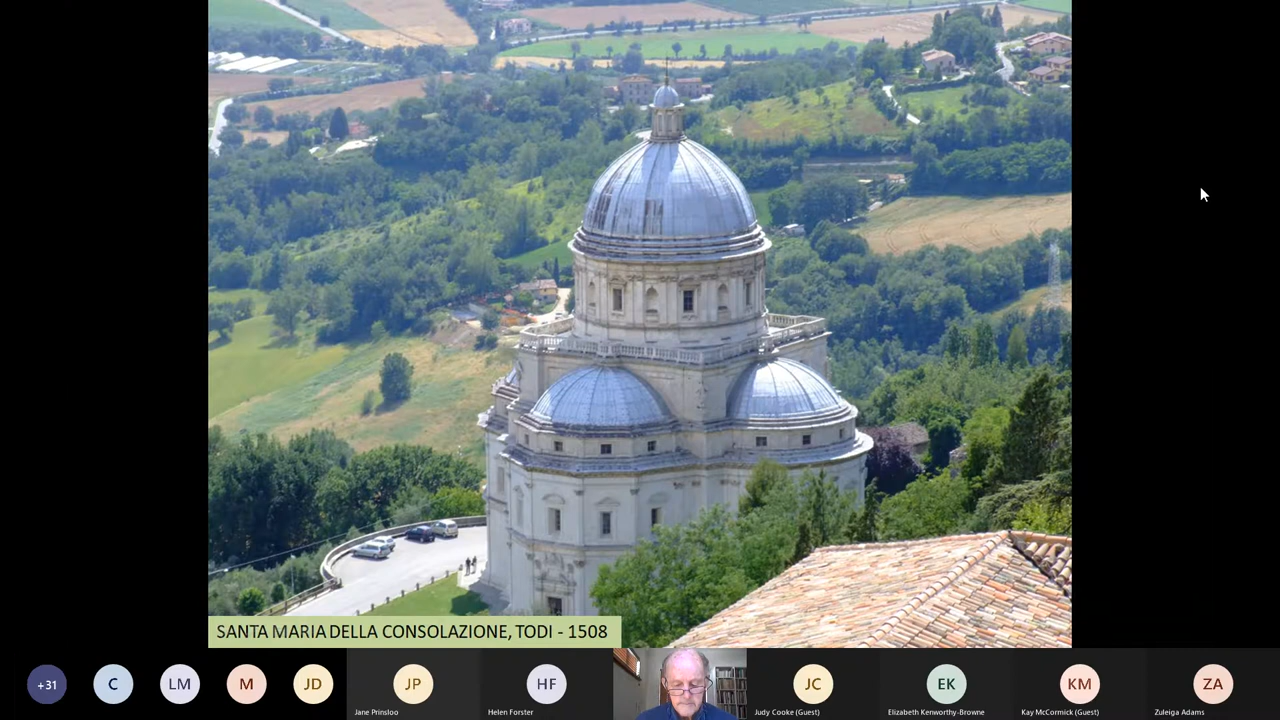 SANTA MARIA DELLA CONSOLAZIONE, TODI - 1508
+31
C
LM
M
JD
JP
Jane Prinsloo
HF
Helen Forster
JC
Judy Cooke (Guest)
EK
Elizabeth Kenworthy-Browne
KM
Kay McCormick (Guest)
ZA
Zuleiga Adams